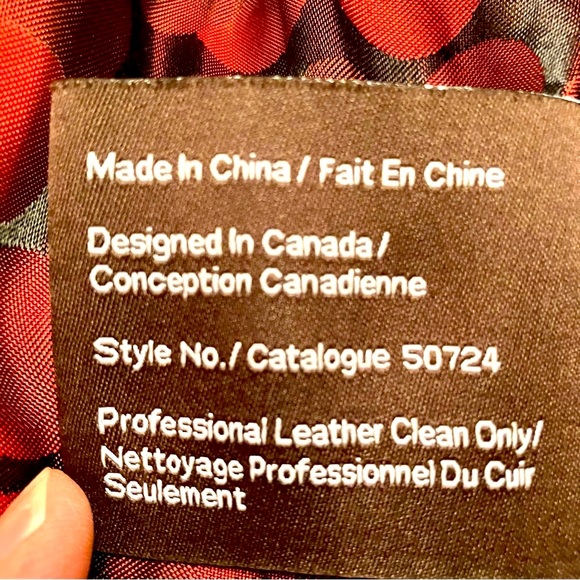 Made In China / Fait En Chine
Designed In Canada /
Conception Canadienne
Style No./ Catalogue 50724
Professional Leather Clean Only/
Nettoyage Professionnel Du Cuir
Seulement